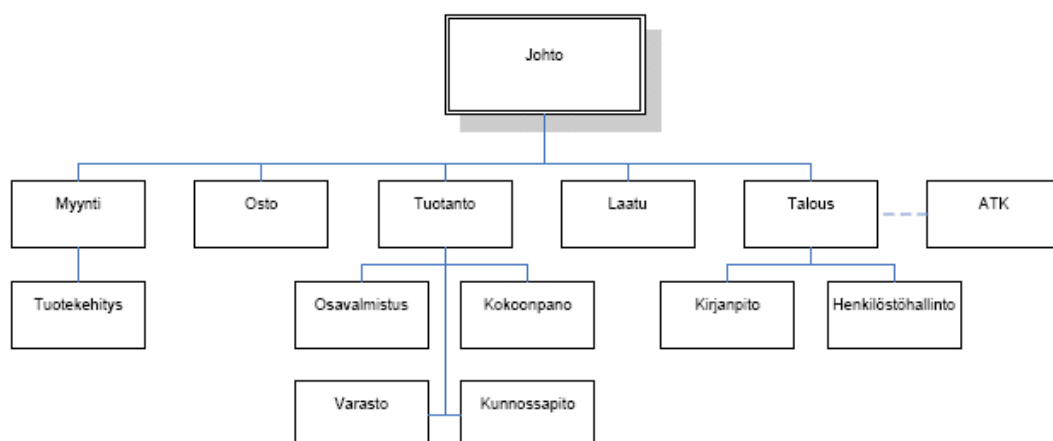 Johto
Myynti
Osto
Tuotanto
Laatu
Talous
ATK
Tuotekehitys
Osavalmistus
Kokoonpano
Kirjanpito
Henkilöstöhallinto
Varasto
Kunnossapito